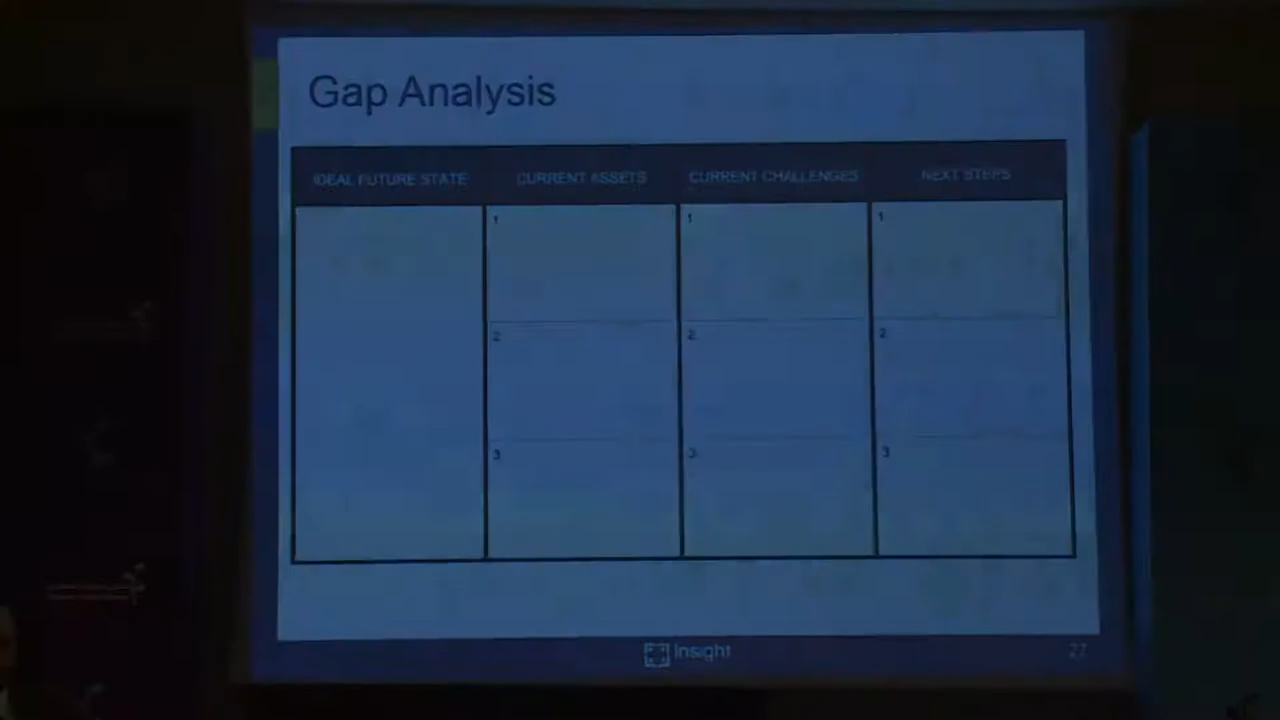 Gap Analysis
IDEAL FUTURE STATE CURRENT ASSETS CURRENT CHALLENGES NEXT STEPS
1 1 1
2 2 2
3 3 3
Insight 27